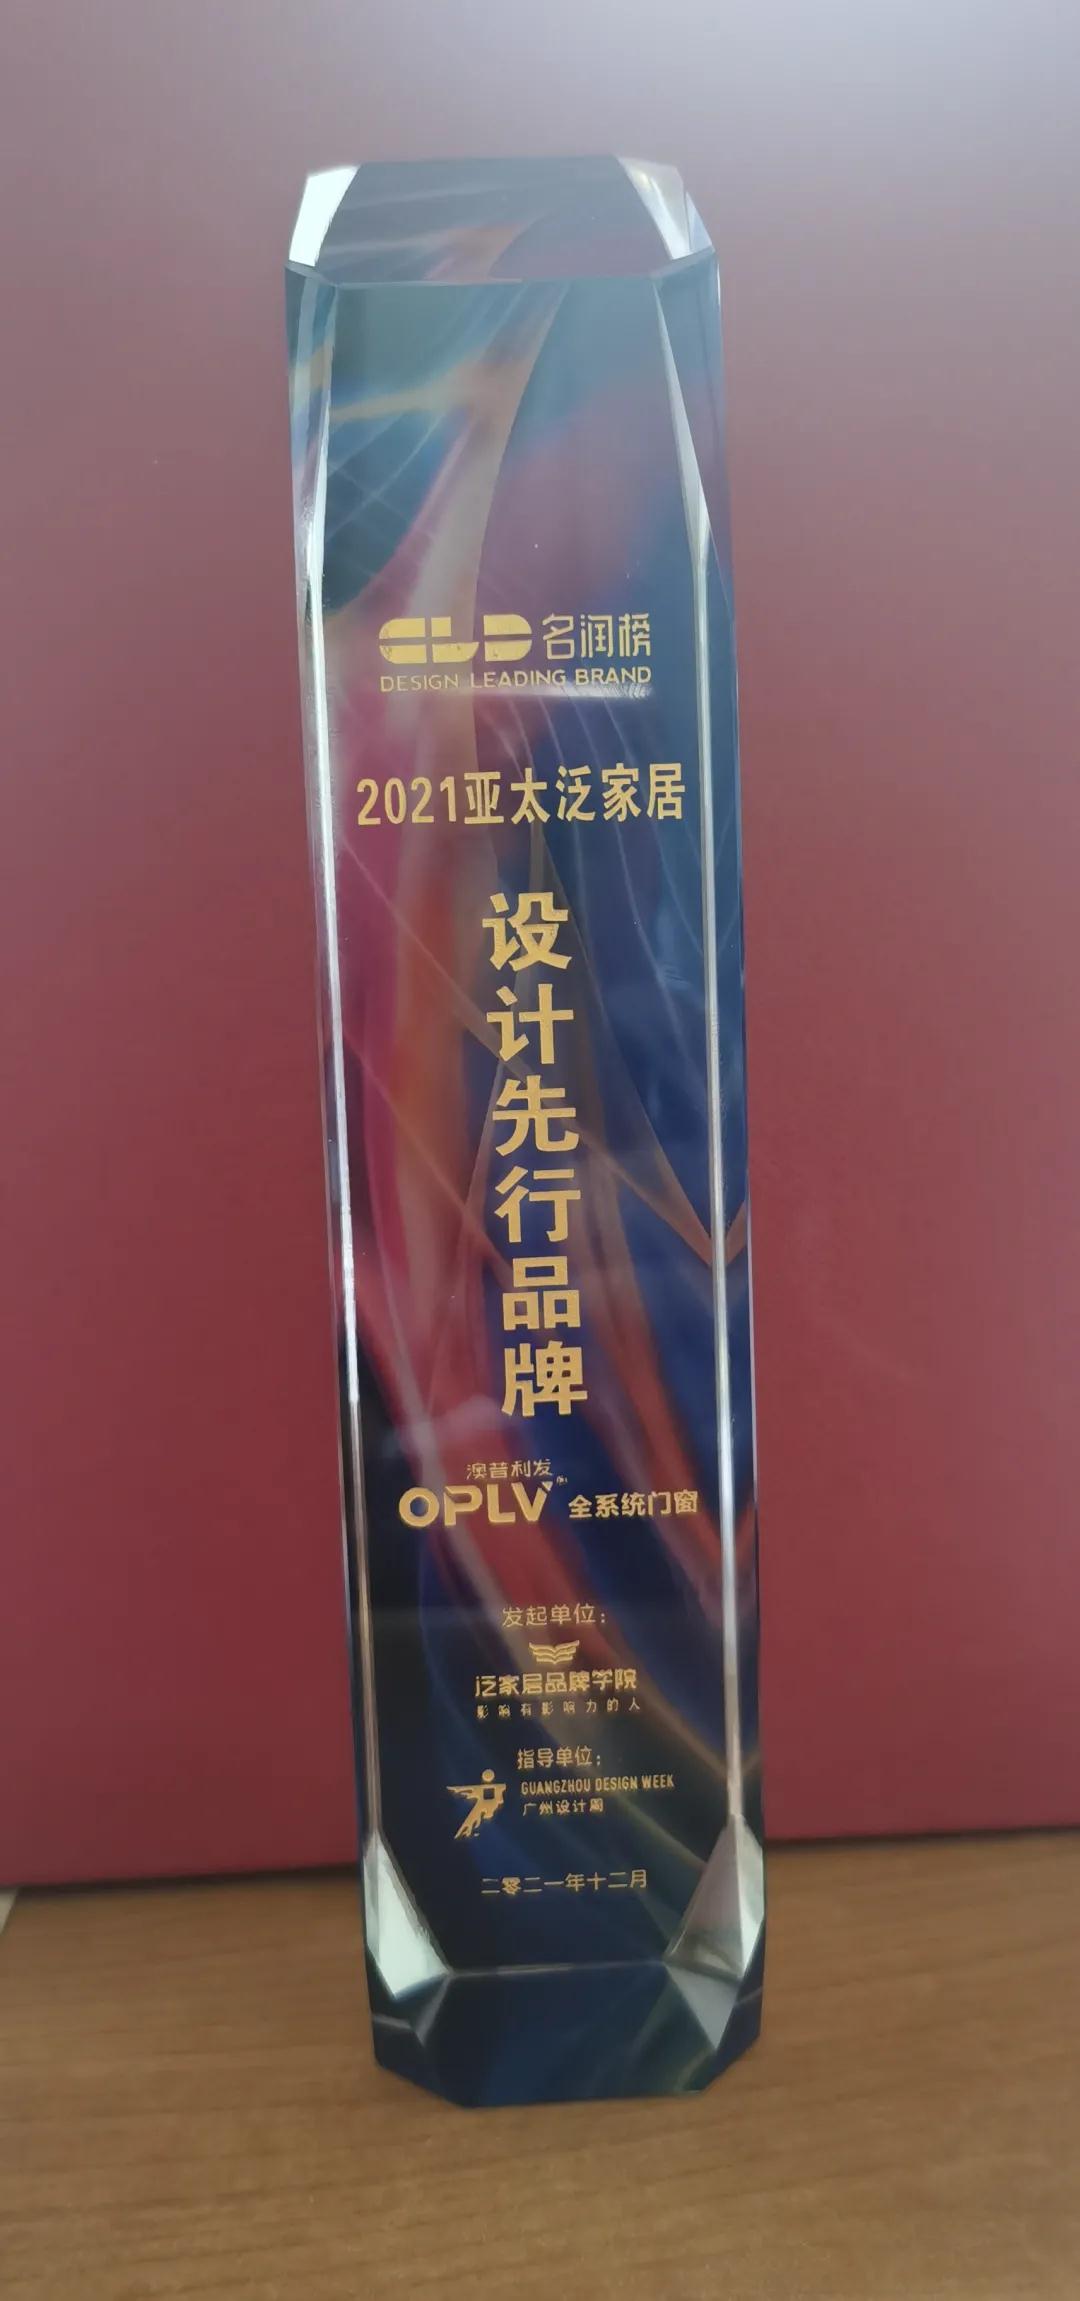 CLD 名润榜
DESIGN LEADING BRAND
2021亚太泛家居
设计先行品牌
澳普利发
OPLV 全系统门窗
发起单位：
泛家居品牌学院
影响有影响力的人
指导单位：
GUANGZHOU DESIGN WEEK
广州设计周
二零二一年十二月